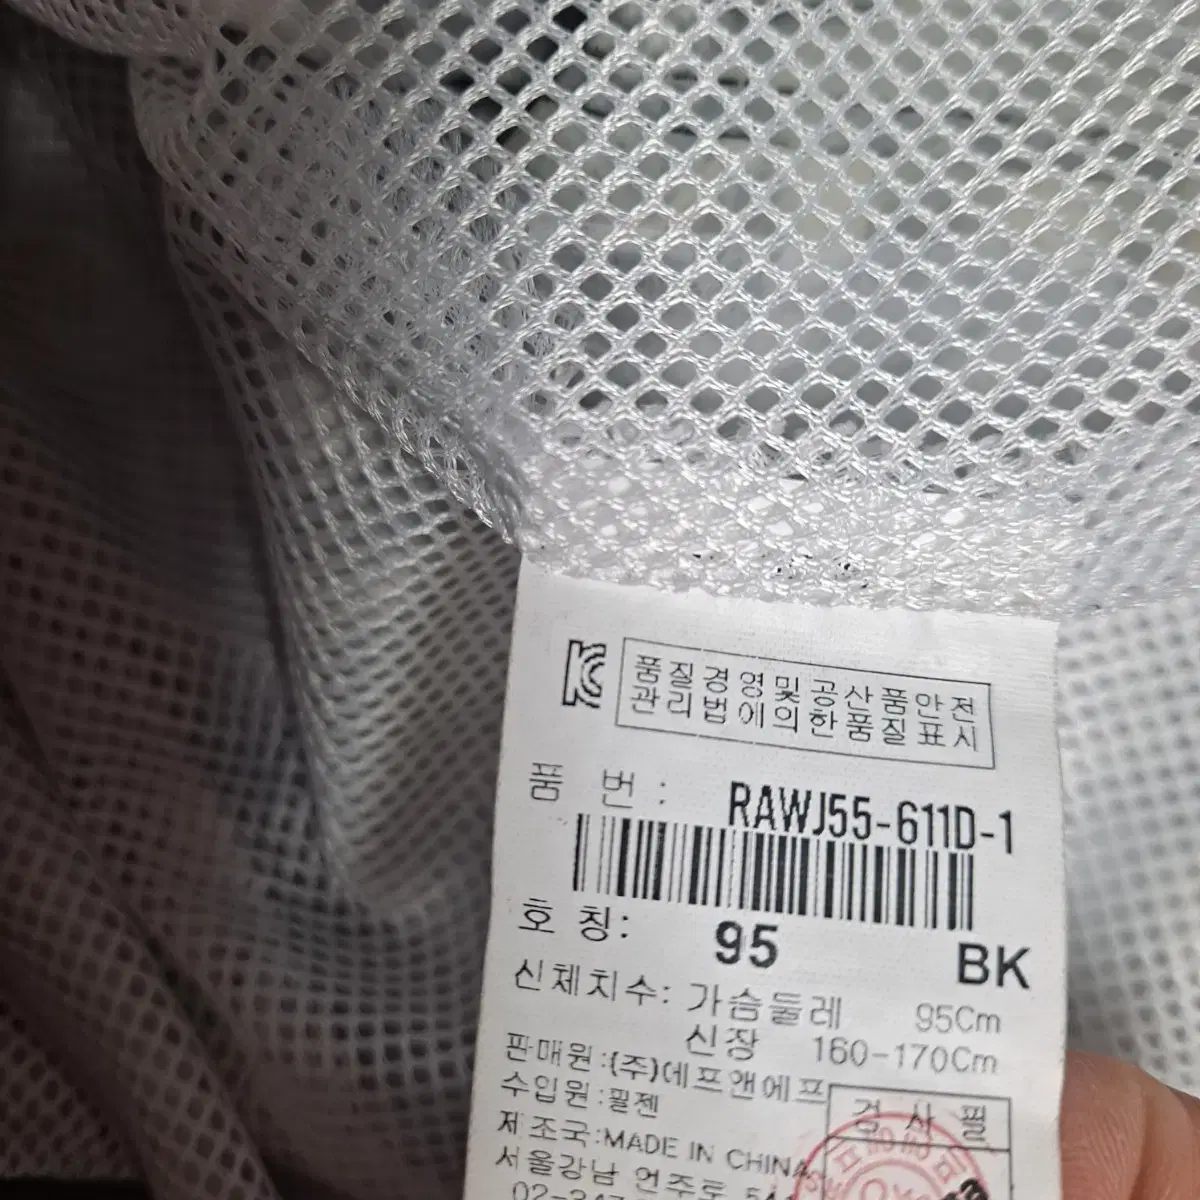 KC
품질경영및공산품안전
관리법에의한품질표시
품 번 : RAWJ55-611D-1
호 칭: 95 BK
신체치수: 가슴둘레 95Cm
신장 160-170Cm
판매원:(주)에프앤에프
수입원:필젠
검 사 필
제조국:MADE IN CHINA
서울강남 언주로